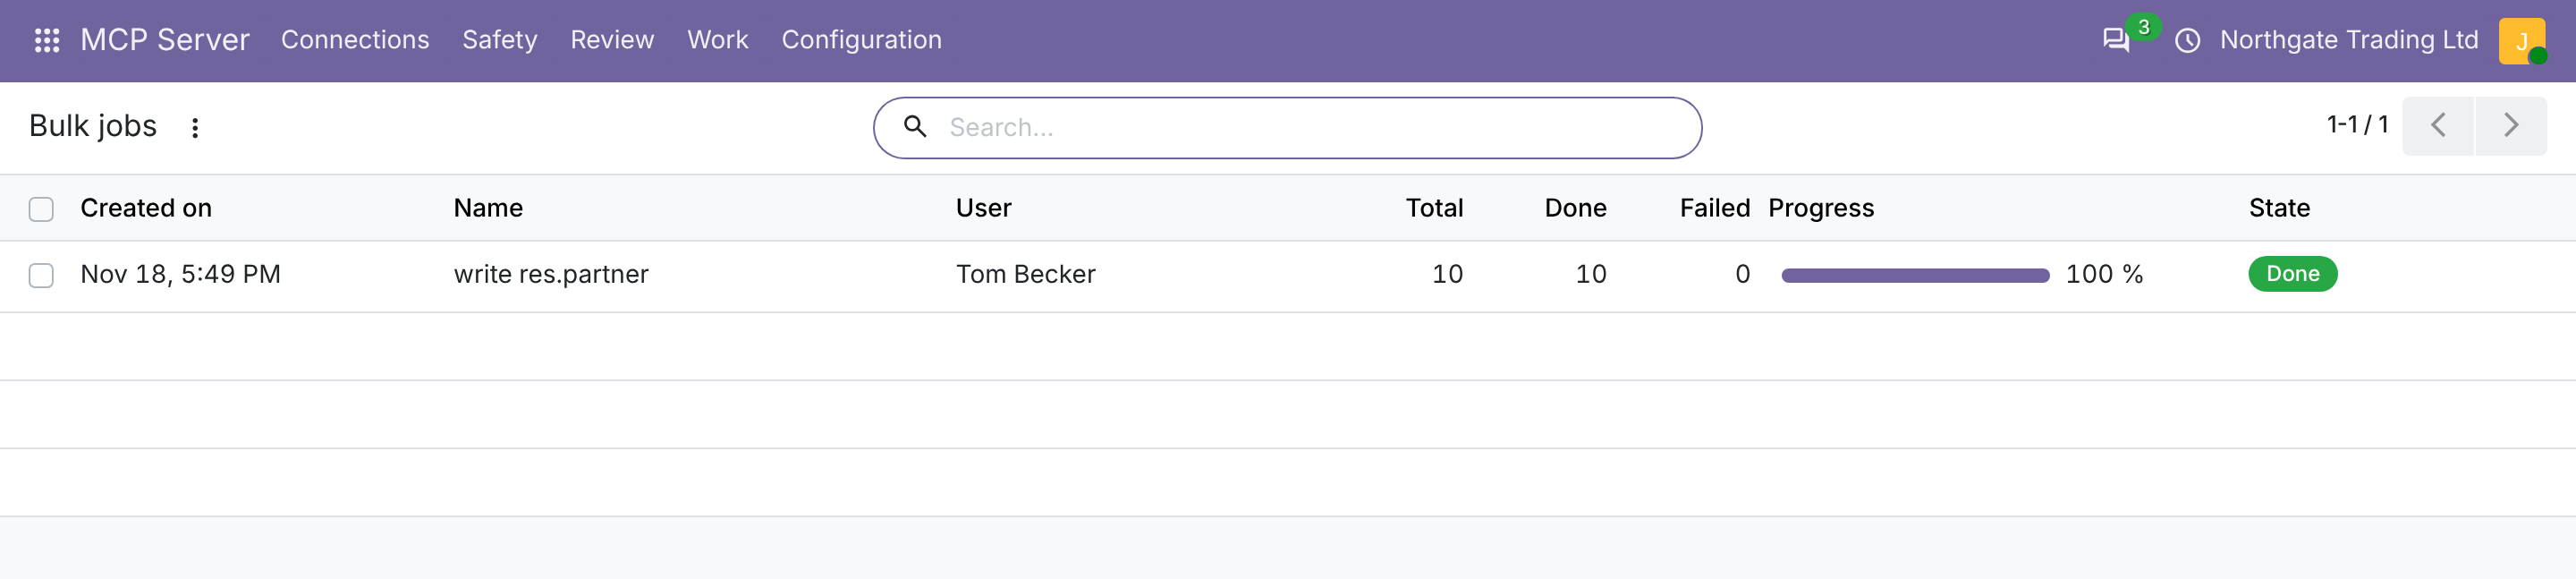 MCP Server Connections Safety Review Work Configuration 3 Northgate Trading Ltd J
Bulk jobs Search... 1-1 / 1
Created on Name User Total Done Failed Progress State
Nov 18, 5:49 PM write res.partner Tom Becker 10 10 0 100 % Done